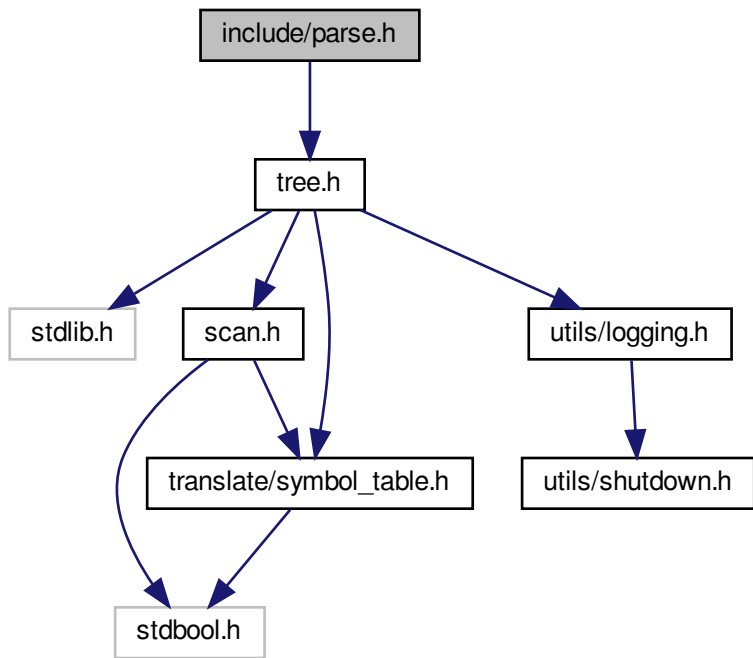 include/parse.h
tree.h
stdlib.h
scan.h
utils/logging.h
translate/symbol_table.h
utils/shutdown.h
stdbool.h